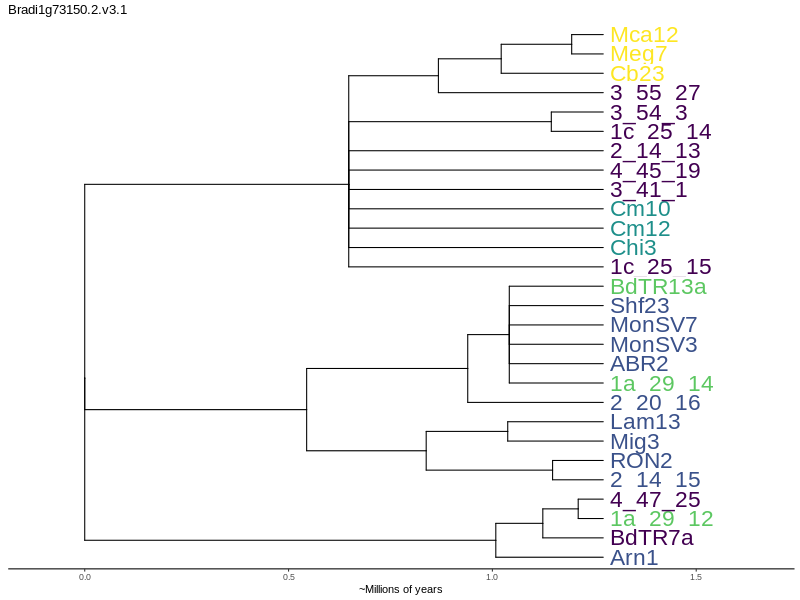 Bradi1g73150.2.v3.1
Mca12
Meg7
Cb23
3_55_27
3_54_3
1c_25_14
2_14_13
4_45_19
3_41_1
Cm10
Cm12
Chi3
1c_25_15
BdTR13a
Shf23
MonSV7
MonSV3
ABR2
1a_29_14
2_20_16
Lam13
Mig3
RON2
2_14_15
4_47_25
1a_29_12
BdTR7a
Arn1
0.0 0.5 1.0 1.5
~Millions of years